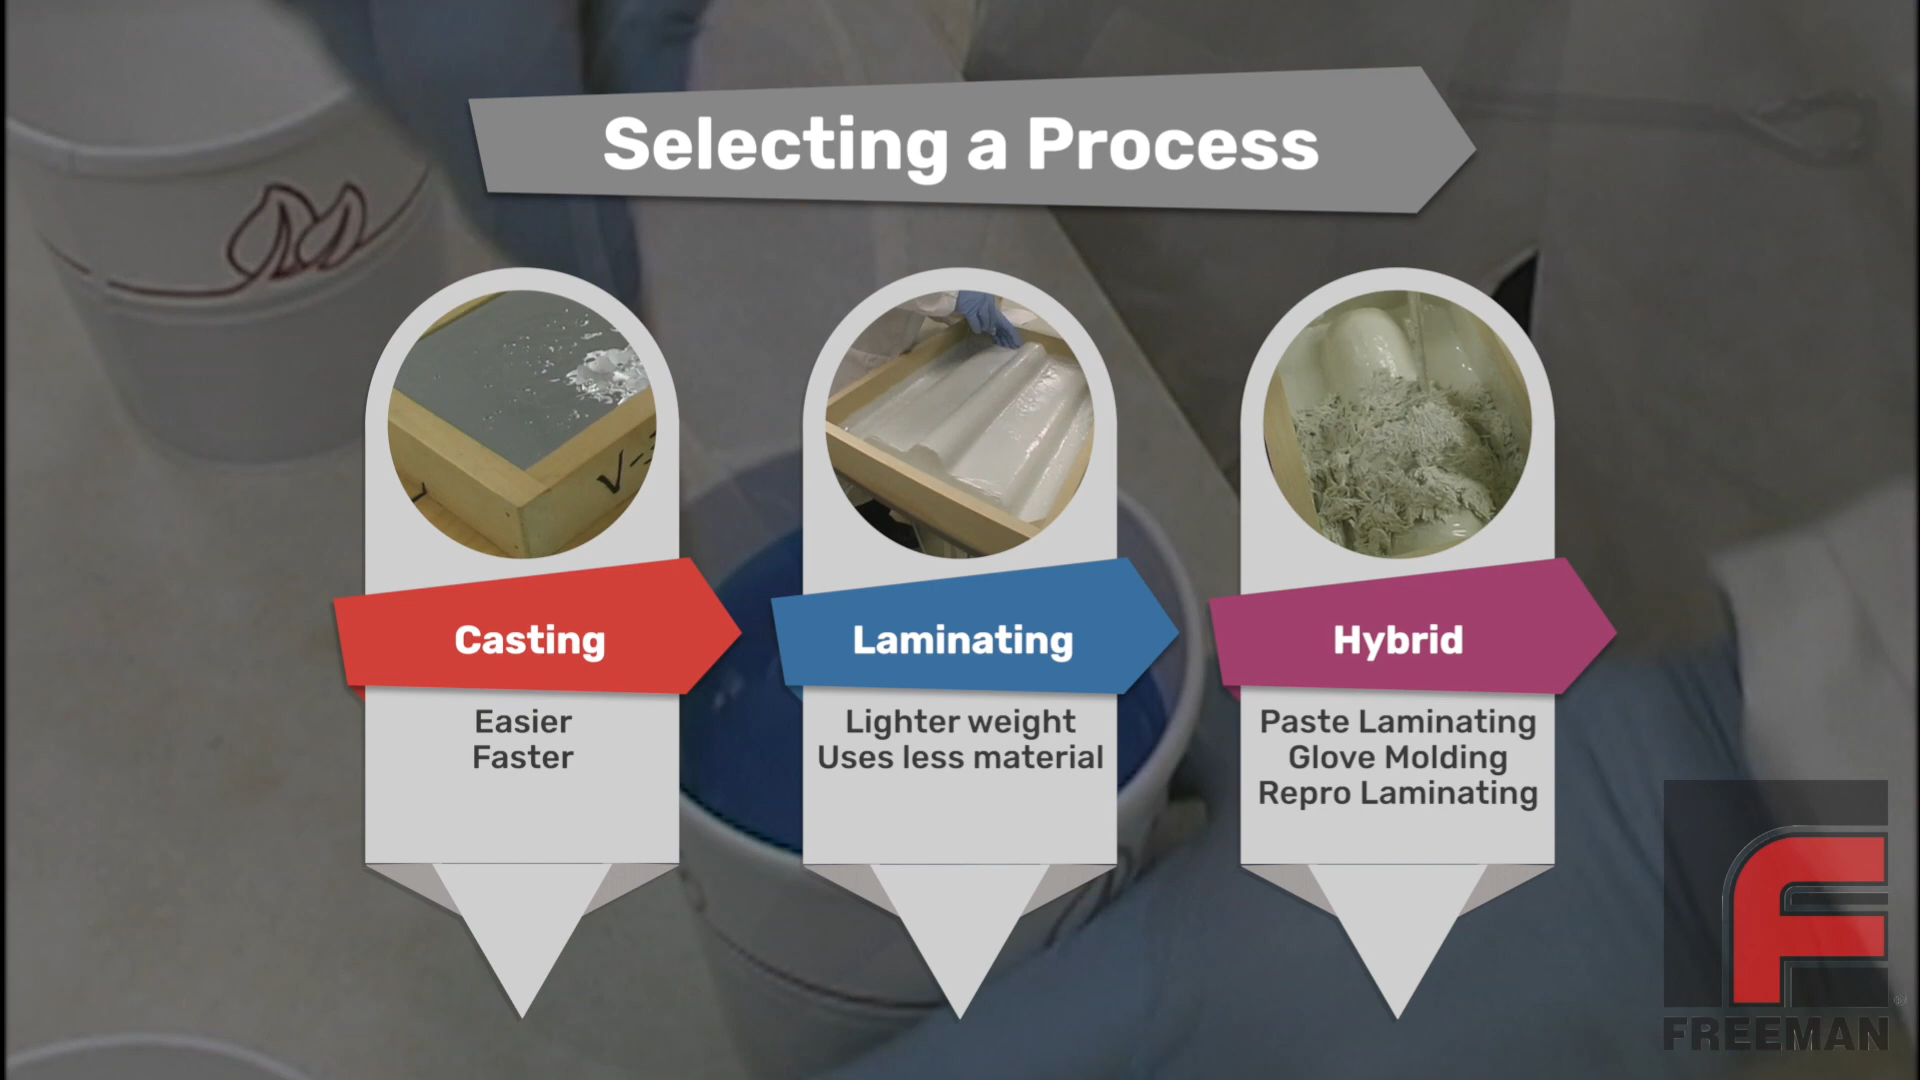 Selecting a Process
Casting
Easier
Faster
Laminating
Lighter weight
Uses less material
Hybrid
Paste Laminating
Glove Molding
Repro Laminating
FREEMAN